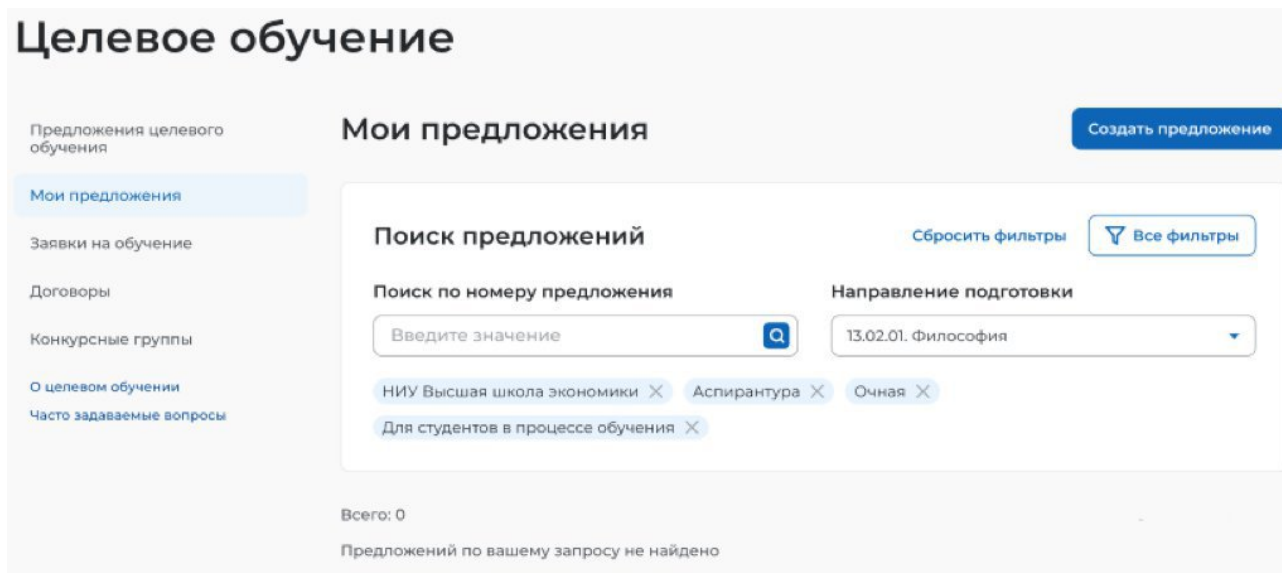 Целевое обучение
Предложения целевого
обучения
Мои предложения
Заявки на обучение
Договоры
Конкурсные группы
О целевом обучении
Часто задаваемые вопросы
Мои предложения
Создать предложение
Поиск предложений
Сбросить фильтры
Все фильтры
Поиск по номеру предложения
Введите значение
Направление подготовки
13.02.01. Философия
НИУ Высшая школа экономики
Аспирантура
Очная
Для студентов в процессе обучения
Всего: 0
Предложений по вашему запросу не найдено